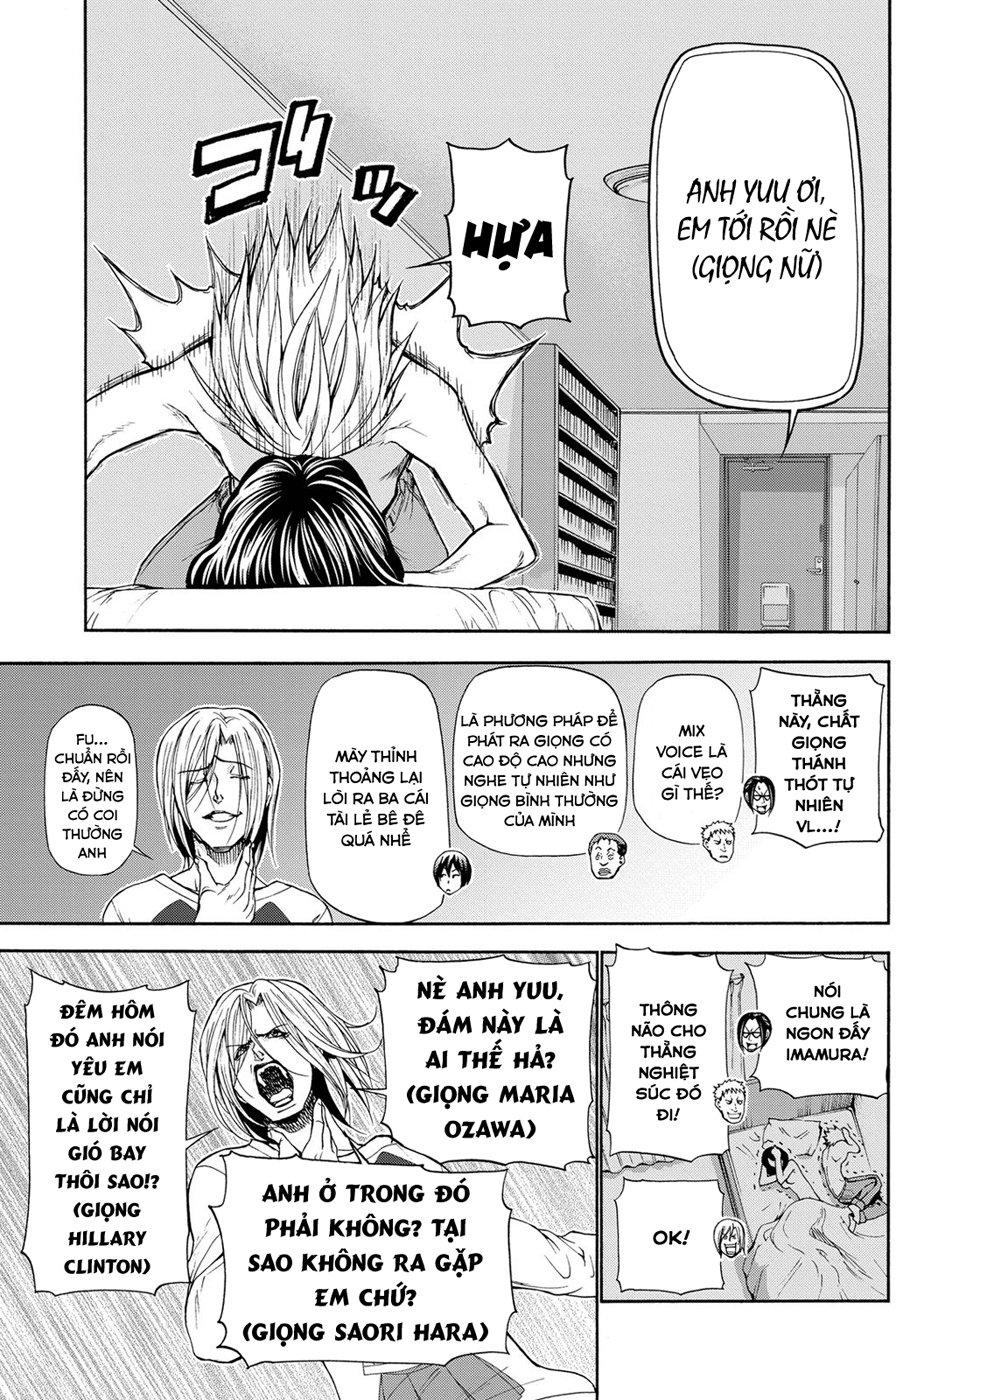 ANH YUU ƠI,
EM TỚI RỒI NÈ
(GIỌNG NỮ)
HỰA
ゴキッ
THẰNG
NÀY, CHẤT
GIỌNG
THÁNH
THÓT TỰ
NHIÊN
VL...!
MIX
VOICE LÀ
CÁI VẸO
GÌ THẾ?
LÀ PHƯƠNG PHÁP ĐỂ
PHÁT RA GIỌNG CÓ
CAO ĐỘ CAO NHƯNG
NGHE TỰ NHIÊN NHƯ
GIỌNG BÌNH THƯỜNG
CỦA MÌNH
MÀY THỈNH
THOẢNG LẠI
LÒI RA BA CÁI
TÀI LẺ BÊ ĐÊ
QUÁ NHỂ
FU...
CHUẨN RỒI
ĐẤY, NÊN
LÀ ĐỪNG
CÓ COI
THƯỜNG
ANH
NÓI
CHUNG LÀ
NGON ĐẤY
IMAMURA!
THÔNG
NÃO CHO
THẰNG
NGHIỆT
SÚC ĐÓ
ĐI!
OK!
NÈ ANH YUU,
ĐÁM NÀY LÀ
AI THẾ HẢ?
(GIỌNG MARIA
OZAWA)
ANH Ở TRONG ĐÓ
PHẢI KHÔNG? TẠI
SAO KHÔNG RA GẶP
EM CHỨ?
(GIỌNG SAORI HARA)
ĐÊM HÔM
ĐÓ ANH NÓI
YÊU EM
CŨNG CHỈ
LÀ LỜI NÓI
GIÓ BAY
THÔI SAO!?
(GIỌNG
HILLARY
CLINTON)